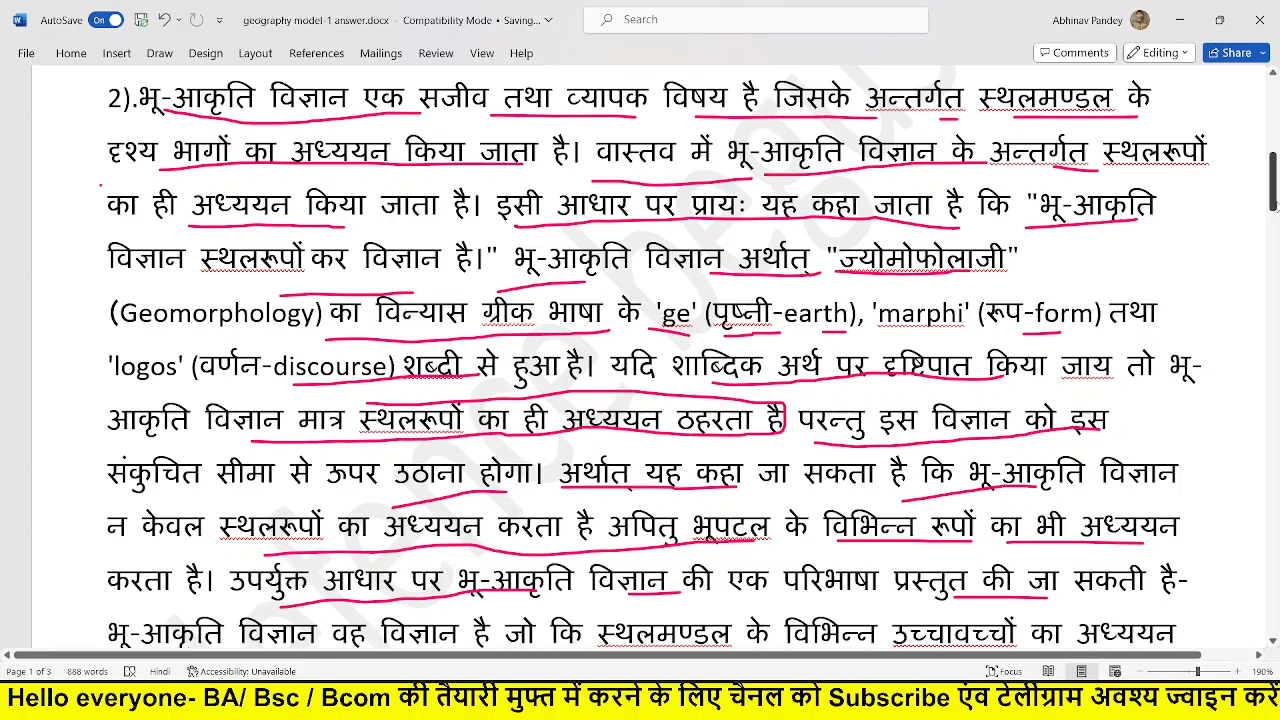 AutoSave On geography model-1 answer.docx - Compatibility Mode • Saving... Search Abhinav Pandey
File Home Insert Draw Design Layout References Mailings Review View Help Comments Editing Share
2).भू-आकृति विज्ञान एक सजीव तथा व्यापक विषय है जिसके अन्तर्गत स्थलमण्डल के
दृश्य भागों का अध्ययन किया जाता है। वास्तव में भू-आकृति विज्ञान के अन्तर्गत स्थलरूपों
का ही अध्ययन किया जाता है। इसी आधार पर प्रायः यह कहा जाता है कि "भू-आकृति
विज्ञान स्थलरूपों कर विज्ञान है।" भू-आकृति विज्ञान अर्थात् "ज्योमोफोलाजी"
(Geomorphology) का विन्यास ग्रीक भाषा के 'ge' (पृष्नी-earth), 'marphi' (रूप-form) तथा
'logos' (वर्णन-discourse) शब्दी से हुआ है। यदि शाब्दिक अर्थ पर दृष्टिपात किया जाय तो भू-
आकृति विज्ञान मात्र स्थलरूपों का ही अध्ययन ठहरता है परन्तु इस विज्ञान को इस
संकुचित सीमा से ऊपर उठाना होगा। अर्थात् यह कहा जा सकता है कि भू-आकृति विज्ञान
न केवल स्थलरूपों का अध्ययन करता है अपितु भूपटल के विभिन्न रूपों का भी अध्ययन
करता है। उपर्युक्त आधार पर भू-आकृति विज्ञान की एक परिभाषा प्रस्तुत की जा सकती है-
भू-आकृति विज्ञान वह विज्ञान है जो कि स्थलमण्डल के विभिन्न उच्चावच्चों का अध्ययन
Page 1 of 3 888 words Hindi Accessibility: Unavailable Focus 190%
Hello everyone- BA/ Bsc / Bcom की तैयारी मुफ्त में करने के लिए चैनल को Subscribe एंव टेलीग्राम अवश्य ज्वाइन करें